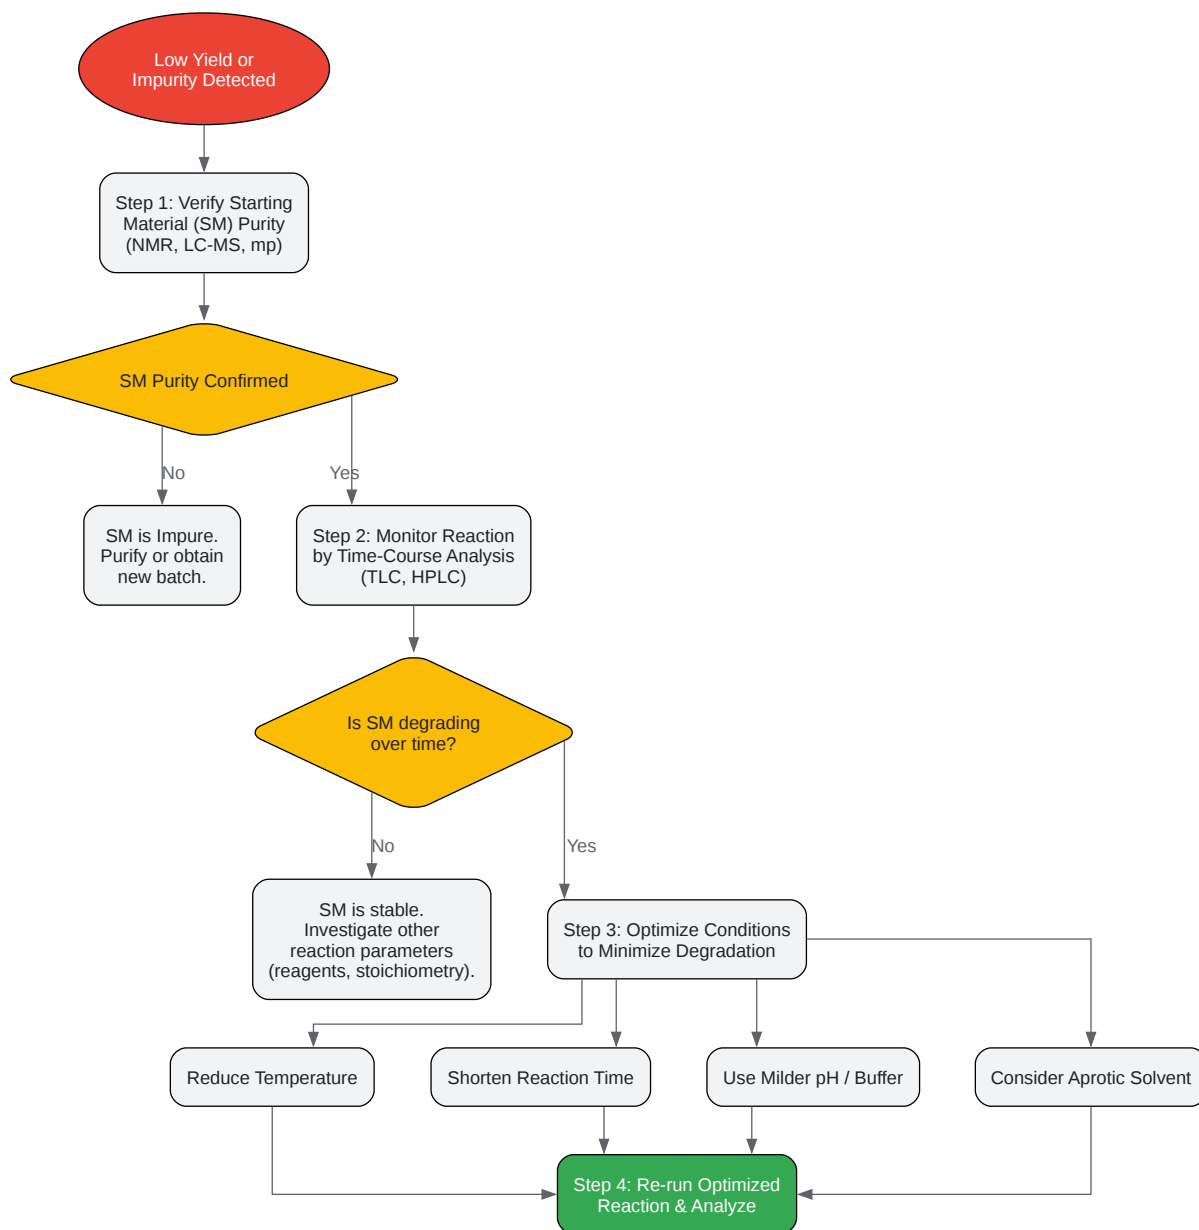 Low Yield or
Impurity Detected
Step 1: Verify Starting
Material (SM) Purity
(NMR, LC-MS, mp)
SM Purity Confirmed
No
Yes
SM is Impure.
Purify or obtain
new batch.
Step 2: Monitor Reaction
by Time-Course Analysis
(TLC, HPLC)
Is SM degrading
over time?
No
Yes
SM is stable.
Investigate other
reaction parameters
(reagents, stoichiometry).
Step 3: Optimize Conditions
to Minimize Degradation
Reduce Temperature
Shorten Reaction Time
Use Milder pH / Buffer
Consider Aprotic Solvent
Step 4: Re-run Optimized
Reaction & Analyze